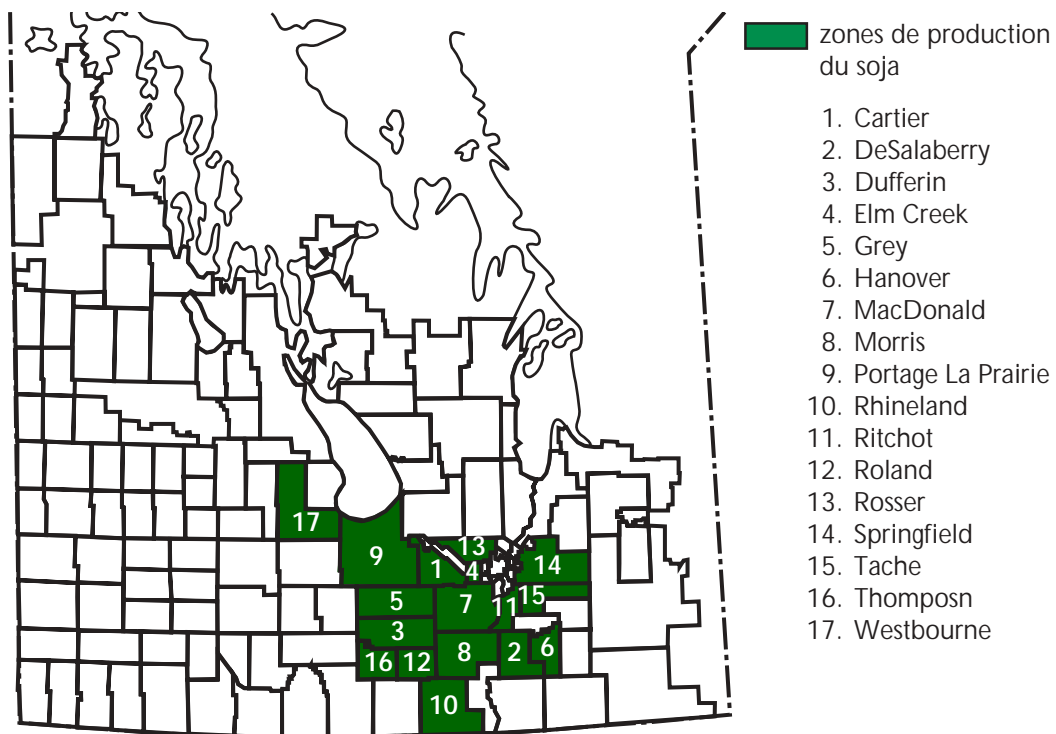 zones de production
du soja
1. Cartier
2. DeSalaberry
3. Dufferin
4. Elm Creek
5. Grey
6. Hanover
7. MacDonald
8. Morris
9. Portage La Prairie
10. Rhineland
11. Ritchot
12. Roland
13. Rosser
14. Springfield
15. Tache
16. Thomposn
17. Westbourne
17
13
9
1
4
14
5
7
11
15
3
8
2
6
16
12
10